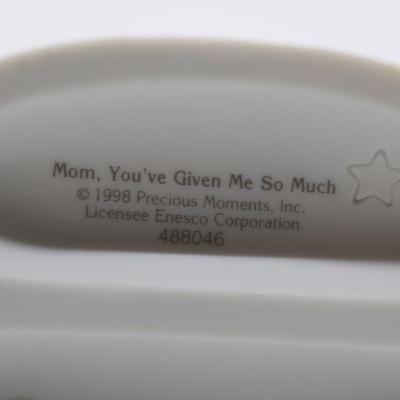 Mom, You've Given Me So Much
© 1998 Precious Moments, Inc.
Licensee Enesco Corporation
488046